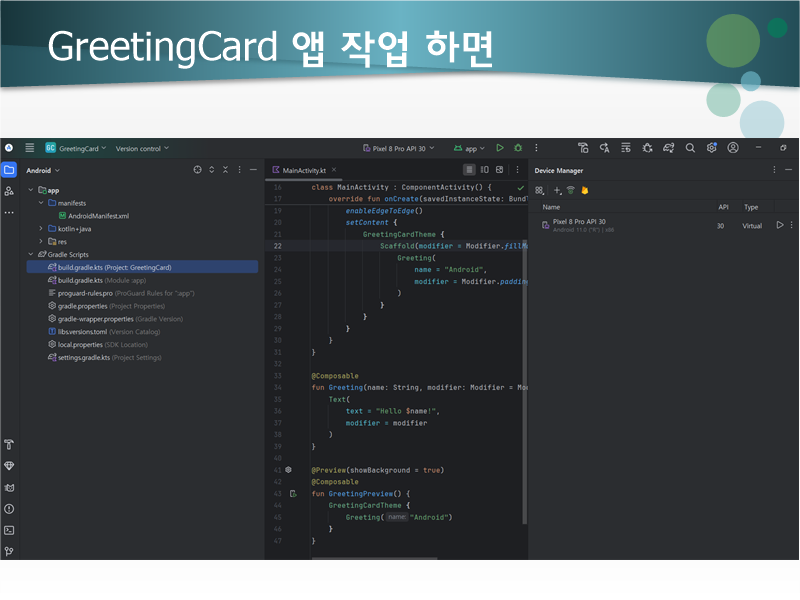 GreetingCard 앱 작업 하면
GC GreetingCard Version control Pixel 8 Pro API 30 app
Android
app
manifests
AndroidManifest.xml
kotlin+java
res
Gradle Scripts
build.gradle.kts (Project: GreetingCard)
build.gradle.kts (Module :app)
proguard-rules.pro (ProGuard Rules for ":app")
gradle.properties (Project Properties)
gradle-wrapper.properties (Gradle Version)
libs.versions.toml (Version Catalog)
local.properties (SDK Location)
settings.gradle.kts (Project Settings)
MainActivity.kt
16 class MainActivity : ComponentActivity() {
17 override fun onCreate(savedInstanceState: Bund
19 enableEdgeToEdge()
20 setContent {
21 GreetingCardTheme {
22 Scaffold(modifier = Modifier.fillM
23 Greeting(
24 name = "Android",
25 modifier = Modifier.padding
26 )
27 }
28 }
29 }
30 }
31 }
32
33 @Composable
34 fun Greeting(name: String, modifier: Modifier = Mo
35 Text(
36 text = "Hello $name!",
37 modifier = modifier
38 )
39 }
40
41 @Preview(showBackground = true)
42 @Composable
43 fun GreetingPreview() {
44 GreetingCardTheme {
45 Greeting( name: "Android")
46 }
47 }
Device Manager
Name API Type
Pixel 8 Pro API 30 30 Virtual
Android 11.0 ("R") | x86